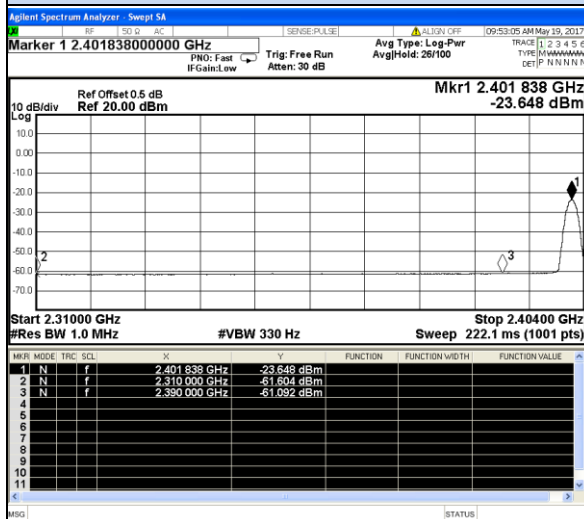 Agilent Spectrum Analyzer - Swept SA
RF 50 Ω AC SENSE:PULSE ALIGN OFF 09:53:05 AM May 19, 2017
Marker 1 2.401838000000 GHz
PNO: Fast
IFGain:Low
Trig: Free Run
Atten: 30 dB
Avg Type: Log-Pwr
Avg|Hold: 26/100
TRACE 1 2 3 4 5 6
TYPE M
DET P N N N N N
Ref Offset 0.5 dB
Ref 20.00 dBm
Mkr1 2.401 838 GHz
-23.648 dBm
10 dB/div
Log
10.0
0.00
-10.0
-20.0
-30.0
-40.0
-50.0
-60.0
-70.0
1
2
3
Start 2.31000 GHz
Stop 2.40400 GHz
#Res BW 1.0 MHz
#VBW 330 Hz
Sweep 222.1 ms (1001 pts)
MKR MODE TRC SCL X Y FUNCTION FUNCTION WIDTH FUNCTION VALUE
1 N f 2.401 838 GHz -23.648 dBm
2 N f 2.310 000 GHz -61.604 dBm
3 N f 2.390 000 GHz -61.092 dBm
4
5
6
7
8
9
10
11
MSG STATUS